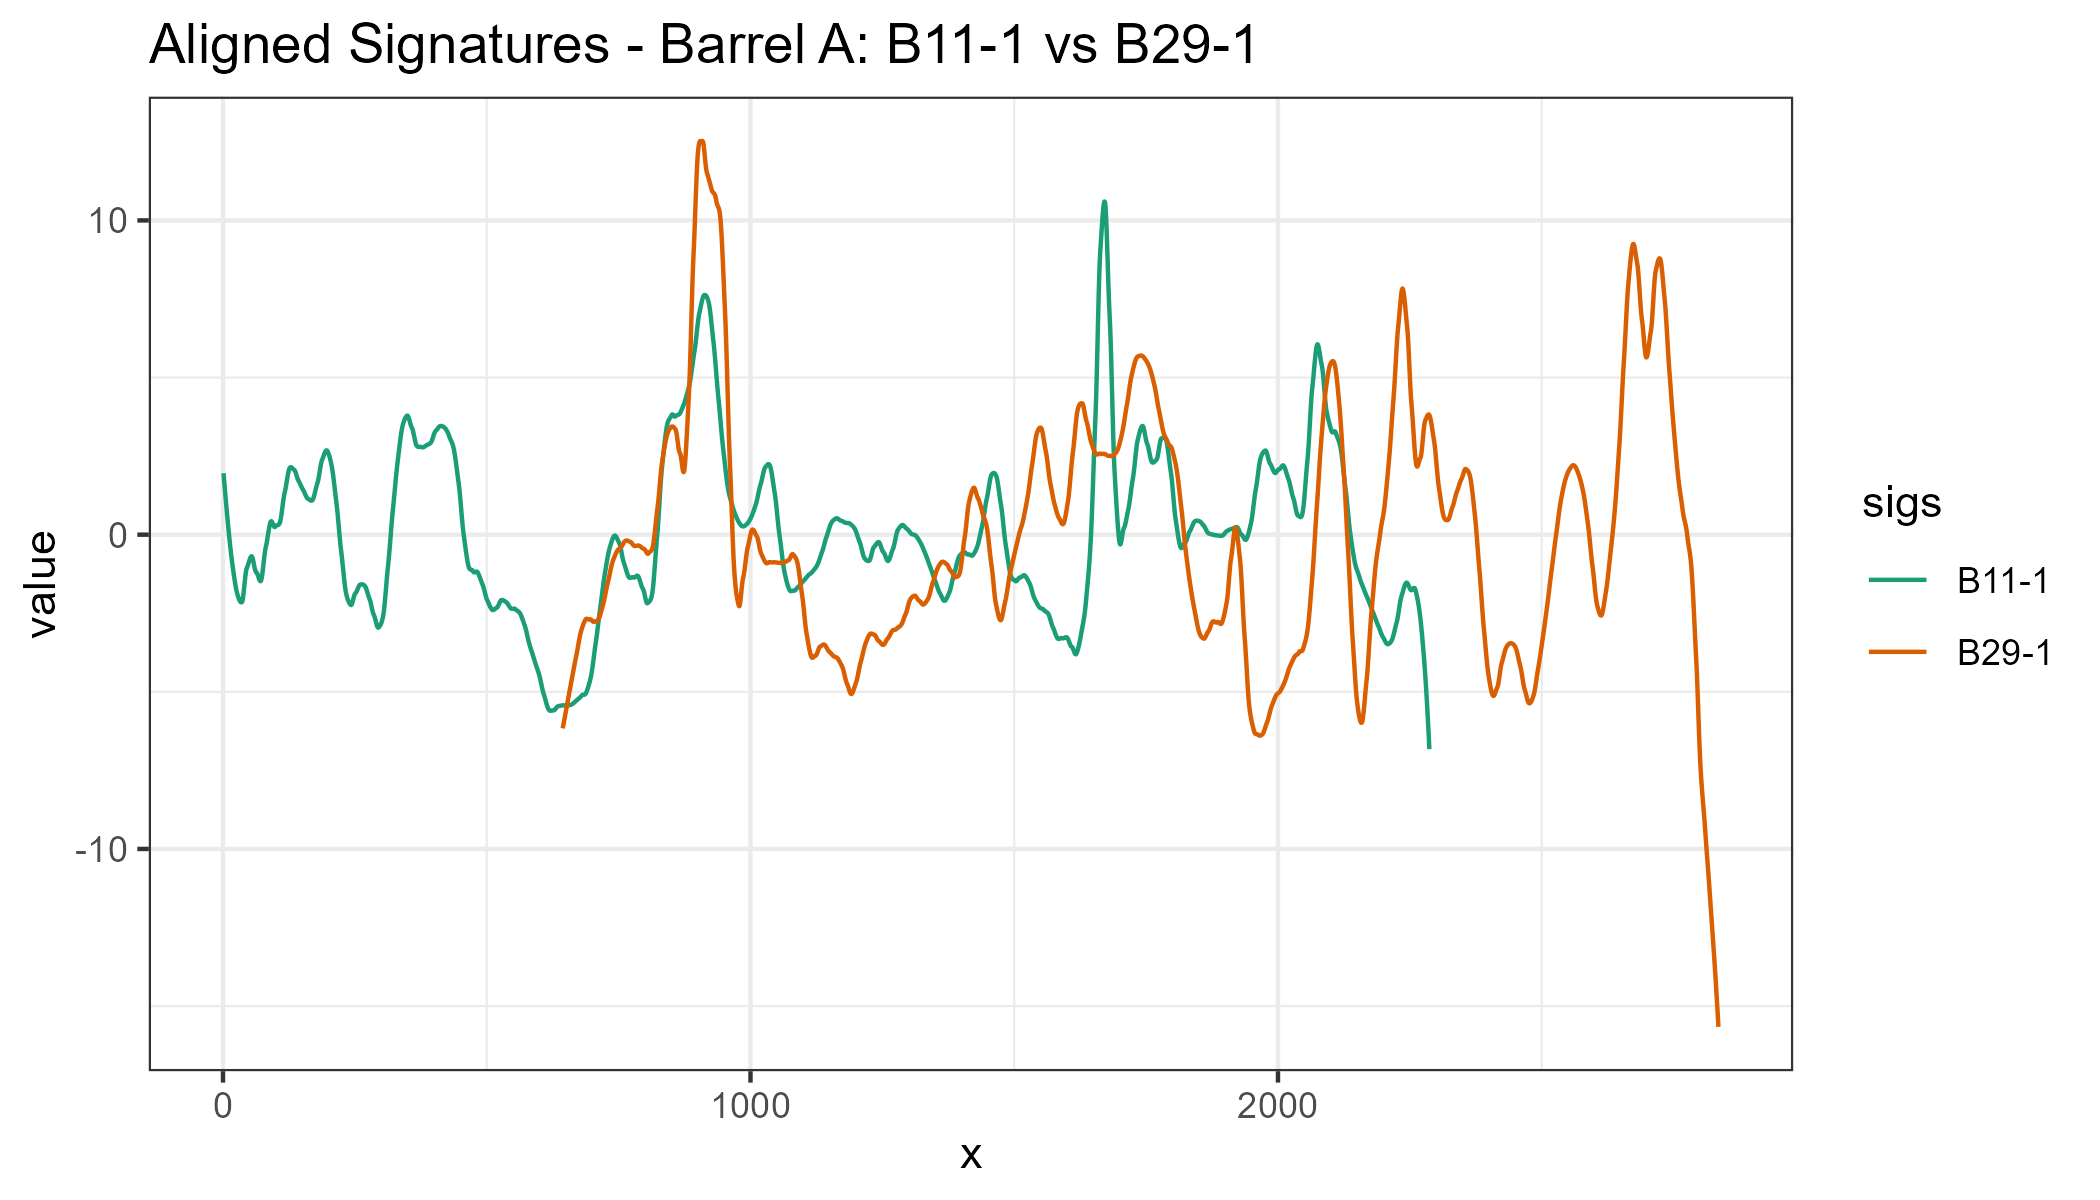 Aligned Signatures - Barrel A: B11-1 vs B29-1
10
0
-10
value
0 1000 2000
x
sigs
B11-1
B29-1